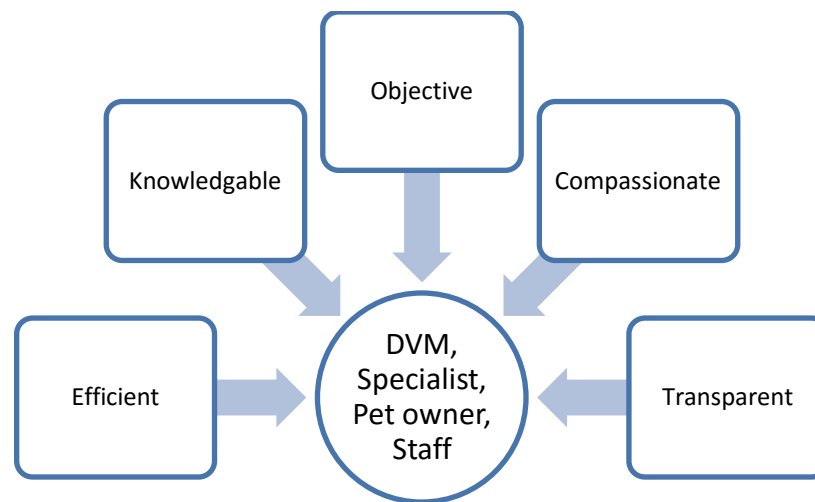 Objective
Knowledgable
Compassionate
Efficient
DVM,
Specialist,
Pet owner,
Staff
Transparent